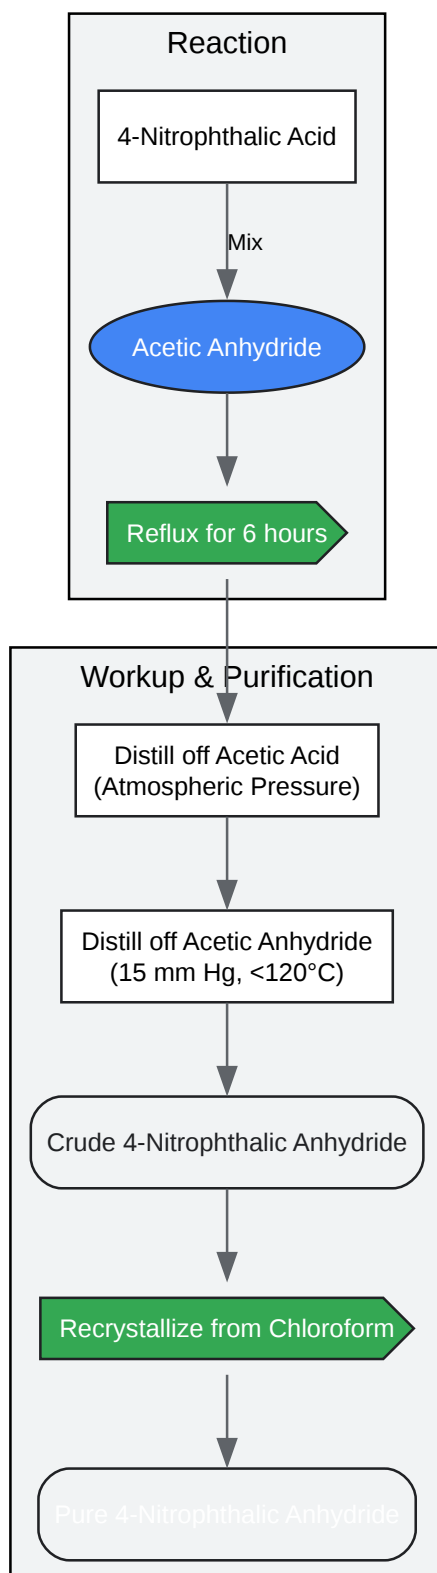 Reaction
4-Nitrophthalic Acid
Mix
Acetic Anhydride
Reflux for 6 hours
Workup & Purification
Distill off Acetic Acid
(Atmospheric Pressure)
Distill off Acetic Anhydride
(15 mm Hg, <120°C)
Crude 4-Nitrophthalic Anhydride
Recrystallize from Chloroform
Pure 4-Nitrophthalic Anhydride